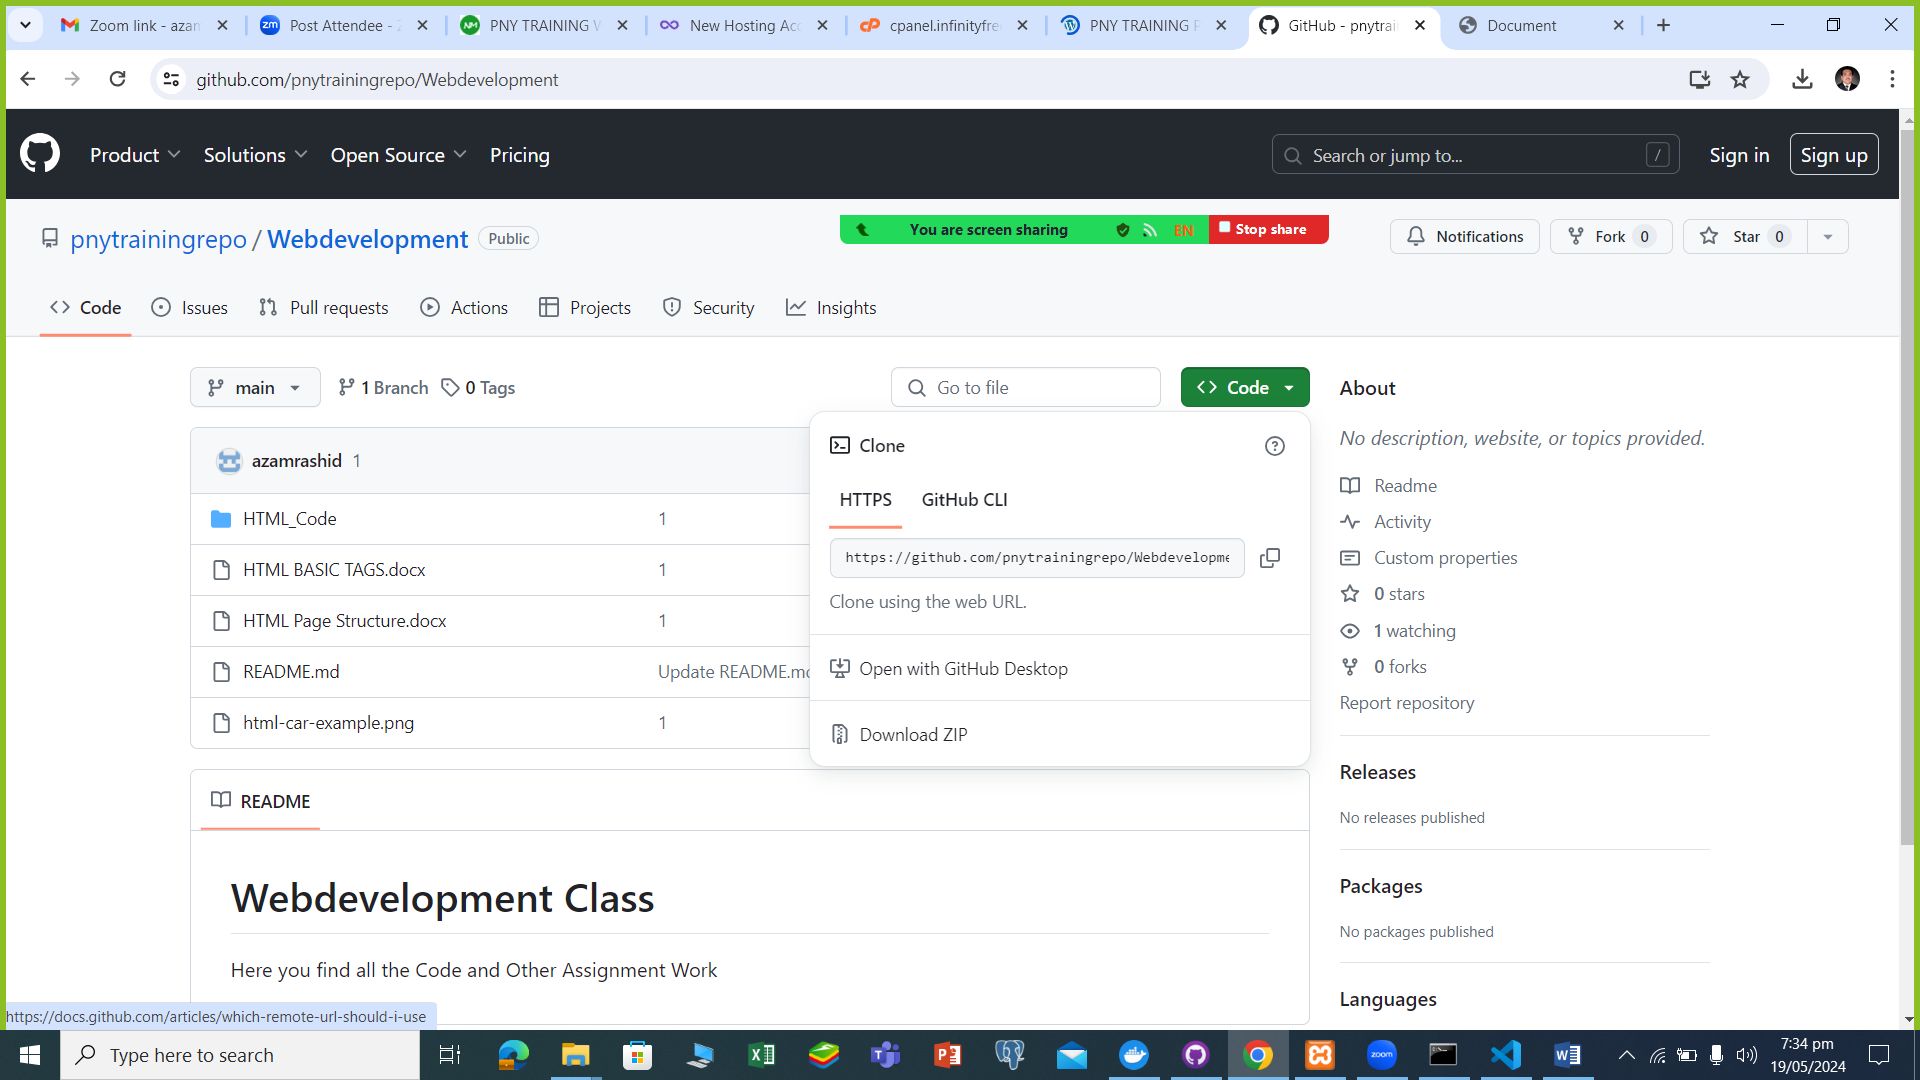 Zoom link - azam
Post Attendee - Z
PNY TRAINING W
New Hosting Acc
cpanel.infinityfree
PNY TRAINING P
GitHub - pnytrain
Document
github.com/pnytrainingrepo/Webdevelopment
Product
Solutions
Open Source
Pricing
Search or jump to...
/
Sign in
Sign up
pnytrainingrepo / Webdevelopment
Public
You are screen sharing
EN
Stop share
Notifications
Fork 0
Star 0
Code
Issues
Pull requests
Actions
Projects
Security
Insights
main
1 Branch
0 Tags
Go to file
Code
azamrashid 1
HTML_Code 1
HTML BASIC TAGS.docx 1
HTML Page Structure.docx 1
README.md Update README.md
html-car-example.png 1
Clone
HTTPS
GitHub CLI
https://github.com/pnytrainingrepo/Webdevelopme
Clone using the web URL.
Open with GitHub Desktop
Download ZIP
About
No description, website, or topics provided.
Readme
Activity
Custom properties
0 stars
1 watching
0 forks
Report repository
Releases
No releases published
Packages
No packages published
Languages
README
Webdevelopment Class
Here you find all the Code and Other Assignment Work
https://docs.github.com/articles/which-remote-url-should-i-use
Type here to search
zoom
7:34 pm
19/05/2024